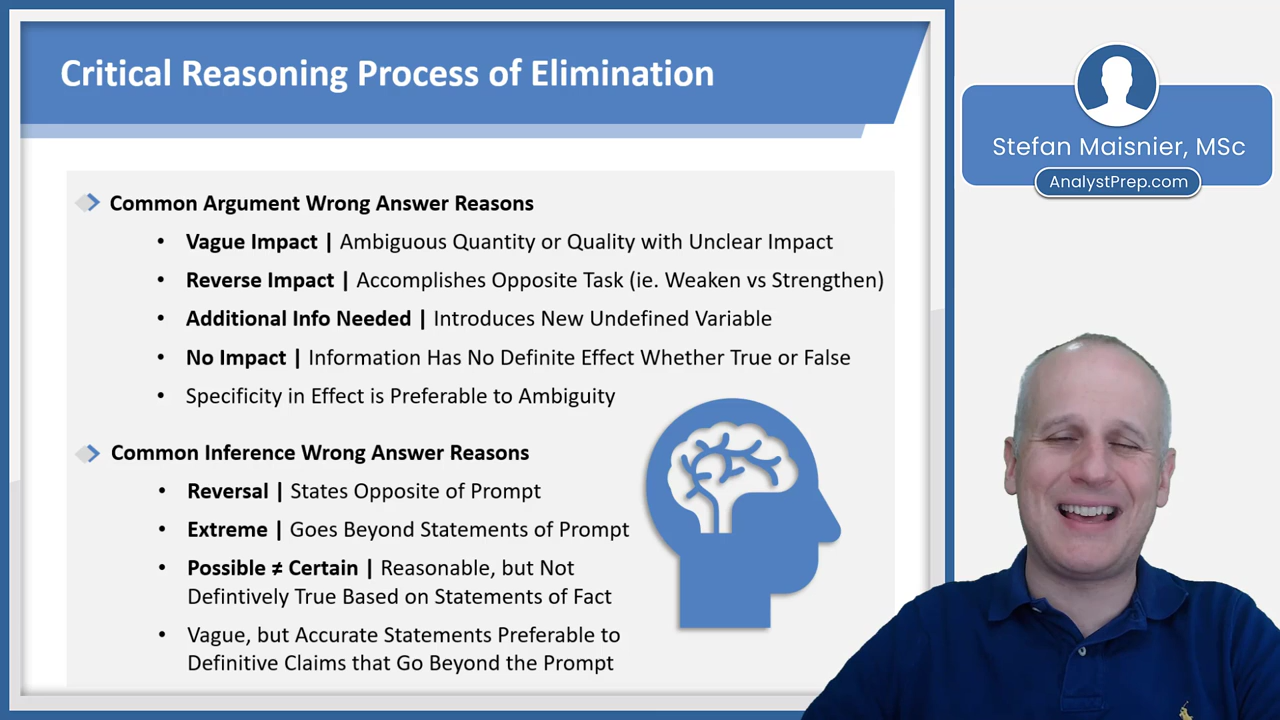 Critical Reasoning Process of Elimination
Common Argument Wrong Answer Reasons
• Vague Impact | Ambiguous Quantity or Quality with Unclear Impact
• Reverse Impact | Accomplishes Opposite Task (ie. Weaken vs Strengthen)
• Additional Info Needed | Introduces New Undefined Variable
• No Impact | Information Has No Definite Effect Whether True or False
• Specificity in Effect is Preferable to Ambiguity
Common Inference Wrong Answer Reasons
• Reversal | States Opposite of Prompt
• Extreme | Goes Beyond Statements of Prompt
• Possible ≠ Certain | Reasonable, but Not
Defintively True Based on Statements of Fact
• Vague, but Accurate Statements Preferable to
Definitive Claims that Go Beyond the Prompt
Stefan Maisnier, MSc
AnalystPrep.com